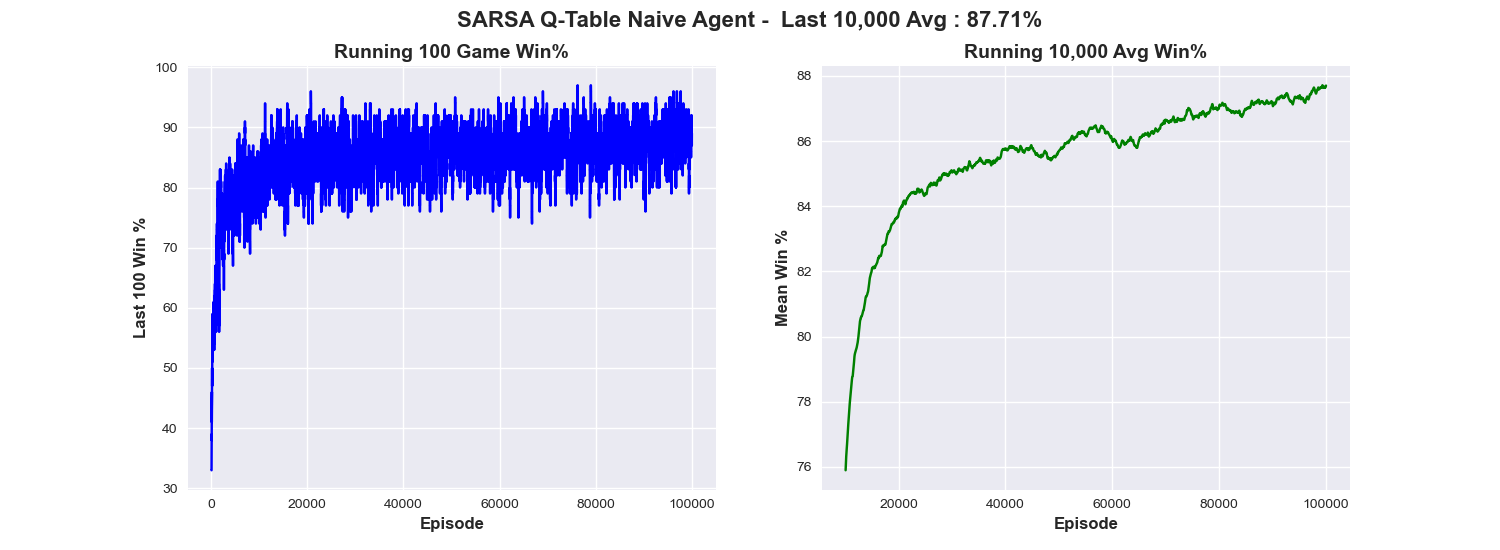 SARSA Q-Table Naive Agent -  Last 10,000 Avg : 87.71%
Running 100 Game Win%
100
90
80
70
60
50
40
30
Last 100 Win %
0 20000 40000 60000 80000 100000
Episode
Running 10,000 Avg Win%
88
86
84
82
80
78
76
Mean Win %
20000 40000 60000 80000 100000
Episode